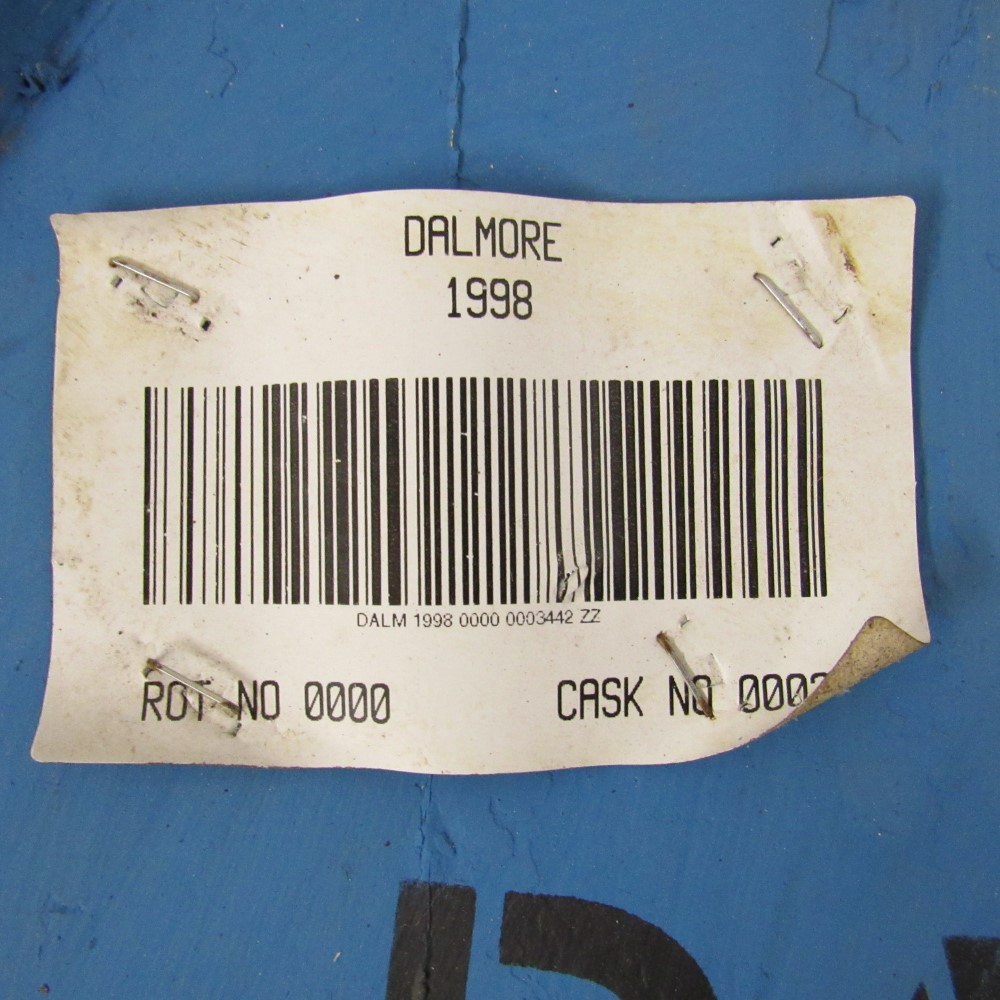 DALMORE
1998
DALM 1998 0000 0003442 ZZ
ROT NO 0000
CASK NO